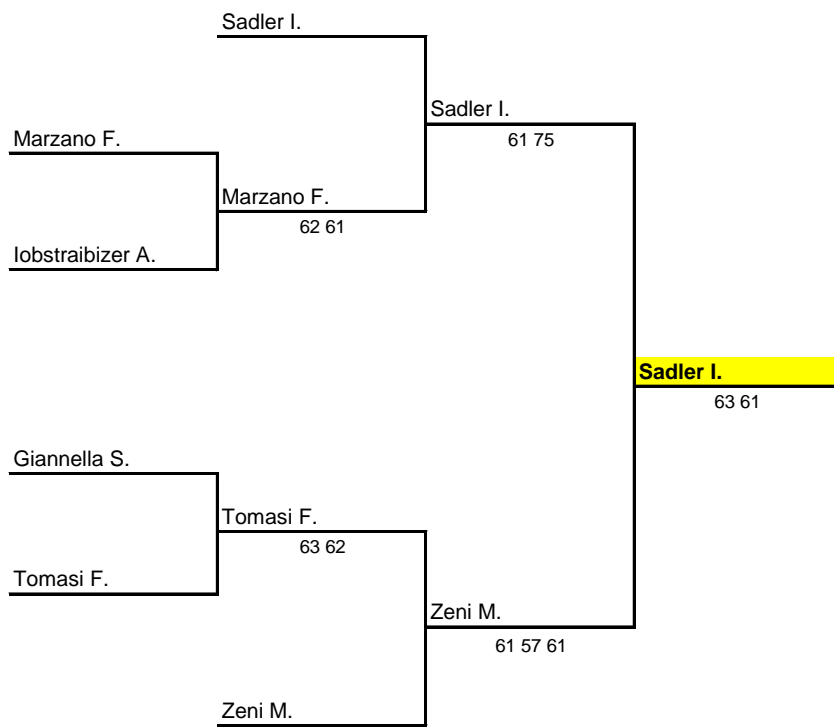 Sadler I.
Sadler I.
61 75
Marzano F.
Marzano F.
62 61
Iobstraibizer A.
Sadler I.
63 61
Giannella S.
Tomasi F.
63 62
Tomasi F.
Zeni M.
61 57 61
Zeni M.